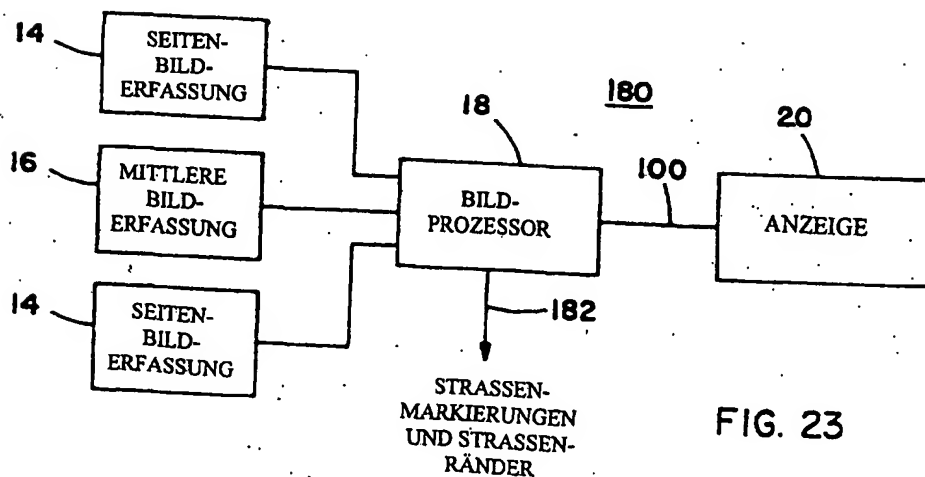 14
SEITEN-
BILD-
ERFASSUNG
16
MITTLERE
BILD-
ERFASSUNG
14
SEITEN-
BILD-
ERFASSUNG
18
BILD-
PROZESSOR
180
100
20
ANZEIGE
182
STRASSEN-
MARKIERUNGEN
UND STRASSEN-
RÄNDER
FIG. 23